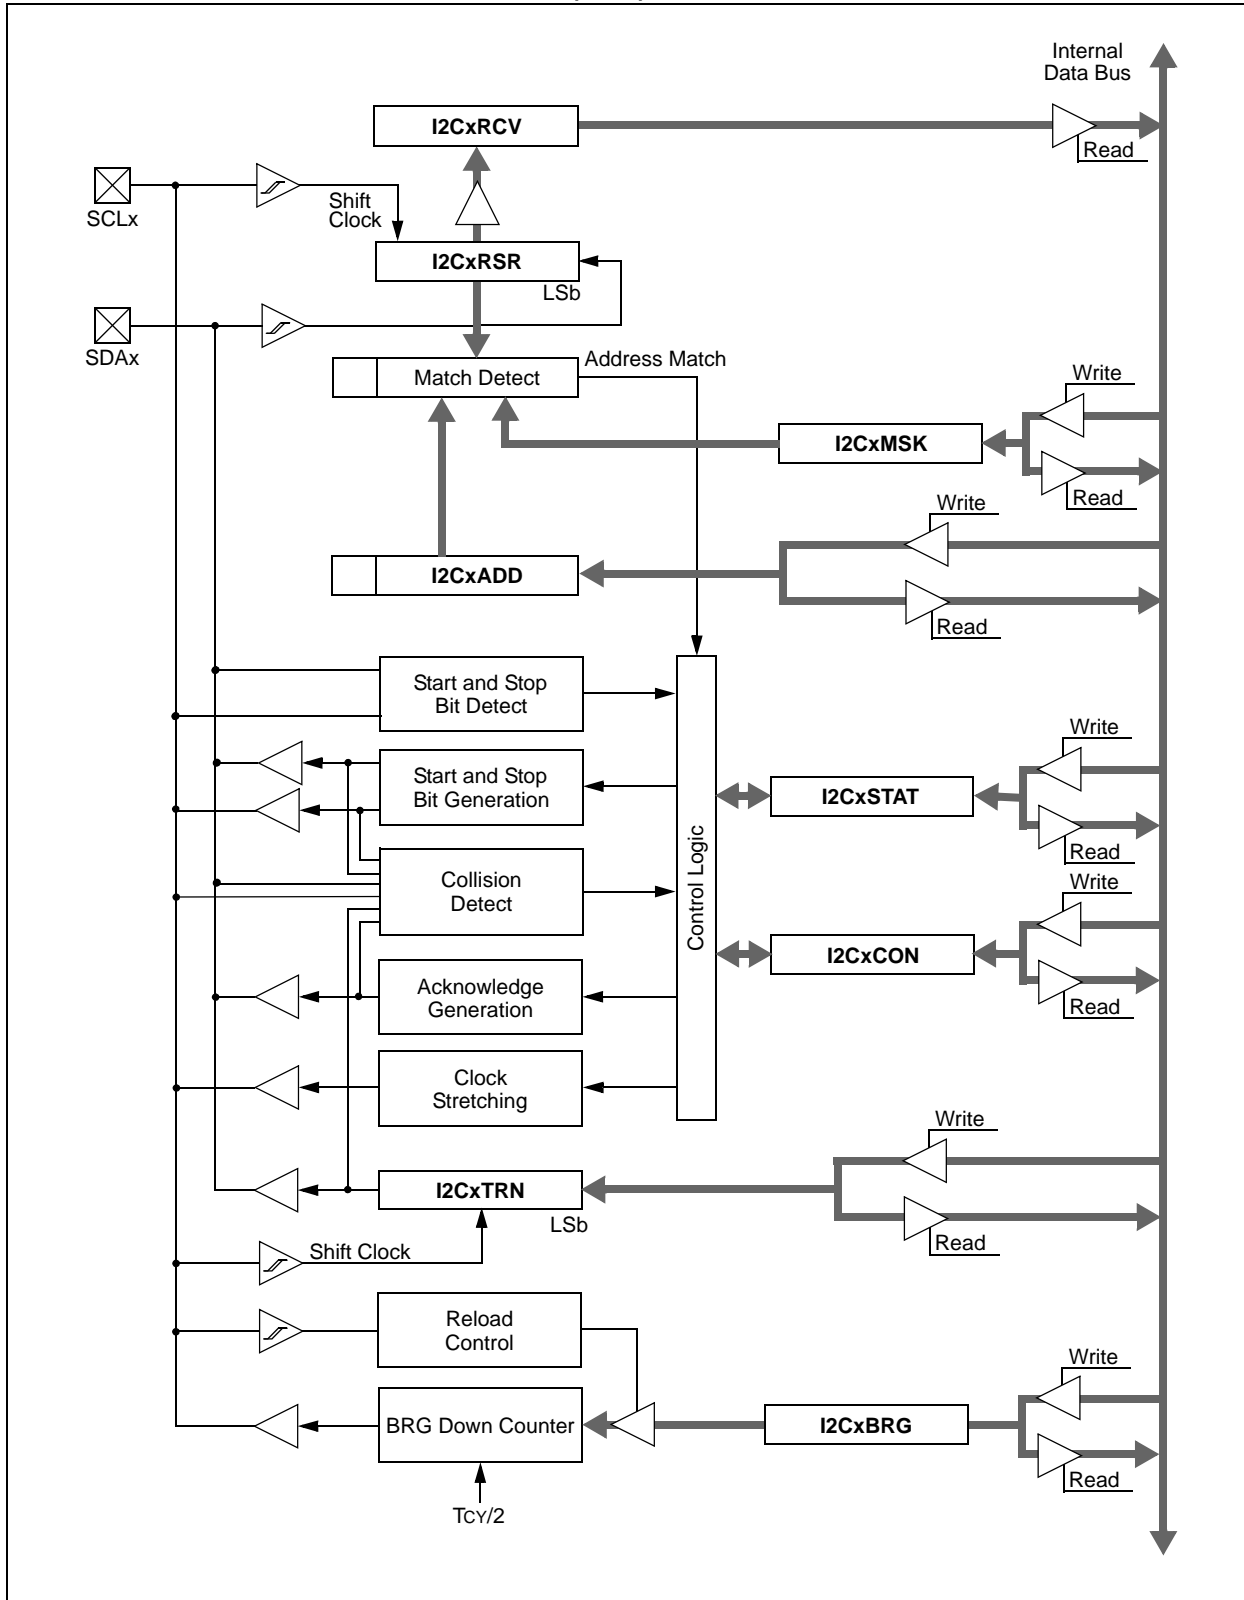 Internal
Data Bus
I2CxRCV
Read
SCLx
Shift
Clock
I2CxRSR
LSb
SDAx
Match Detect
Address Match
Write
I2CxMSK
Read
Write
I2CxADD
Read
Start and Stop
Bit Detect
Write
Start and Stop
Bit Generation
I2CxSTAT
Read
Control Logic
Collision
Detect
Write
I2CxCON
Read
Acknowledge
Generation
Clock
Stretching
Write
I2CxTRN
LSb
Read
Shift Clock
Reload
Control
Write
BRG Down Counter
I2CxBRG
Read
TCY/2